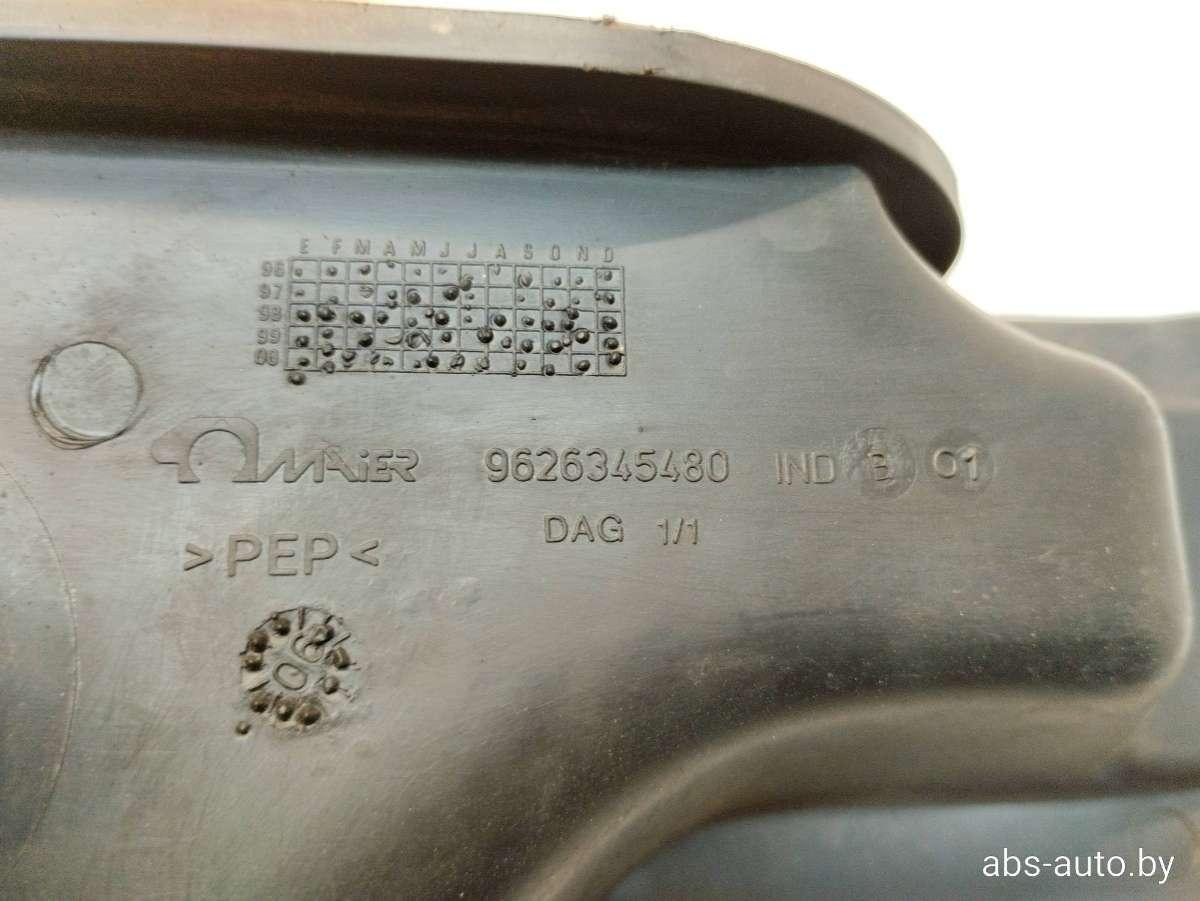 E F M A M J J A S O N D
96
97
98
99
00
MAiER 9626345480 IND B 01
DAG 1/1
>PEP<
abs-auto.by